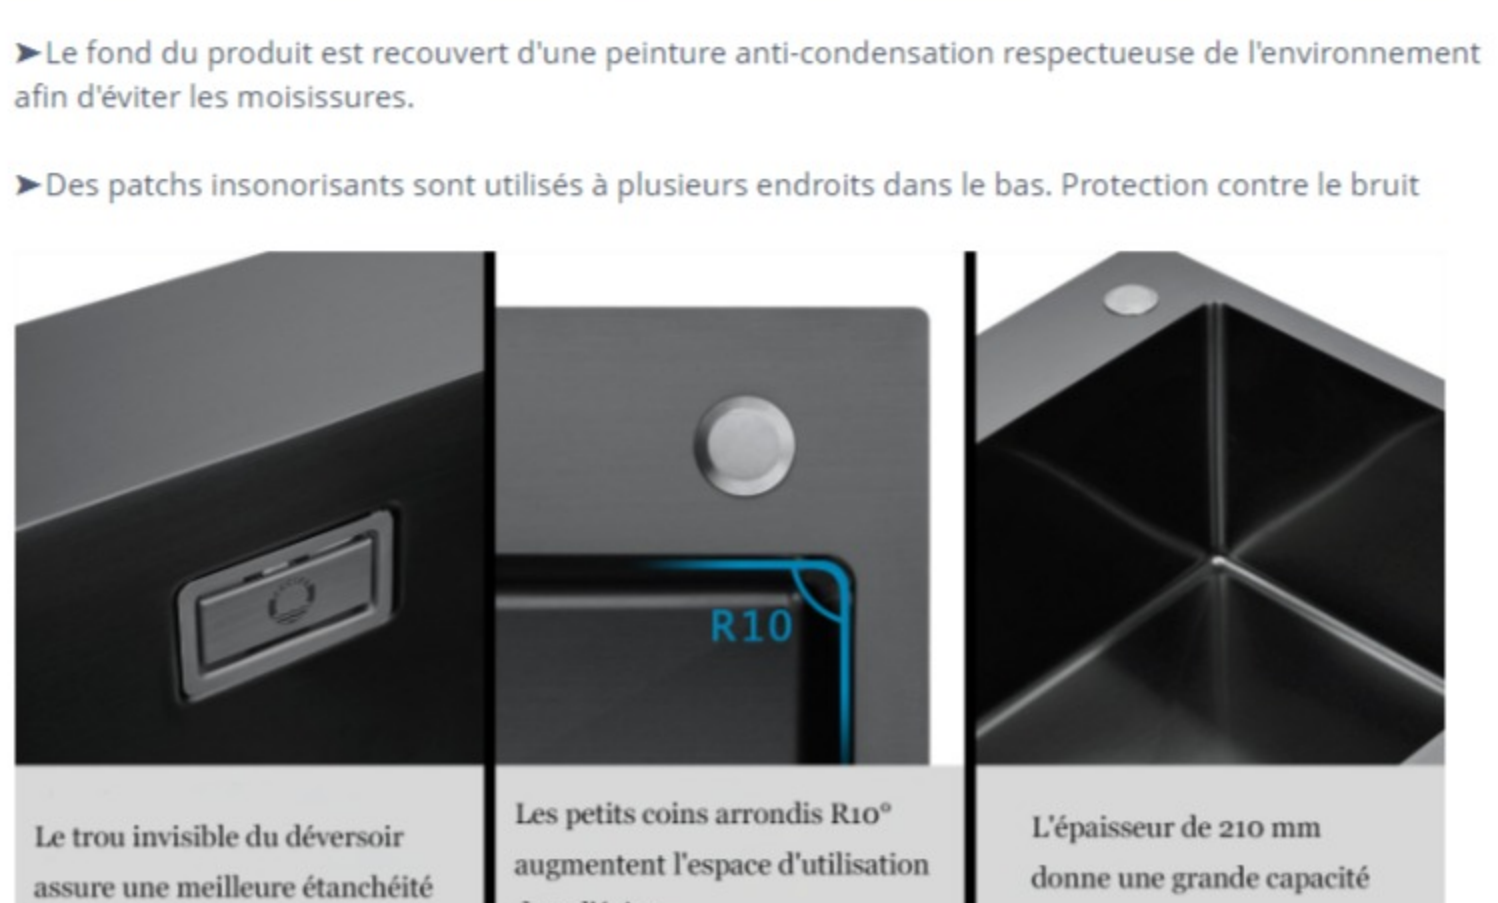 ➤Le fond du produit est recouvert d'une peinture anti-condensation respectueuse de l'environnement
afin d'éviter les moisissures.
➤Des patchs insonorisants sont utilisés à plusieurs endroits dans le bas. Protection contre le bruit
R10
Le trou invisible du déversoir
assure une meilleure étanchéité
Les petits coins arrondis R10°
augmentent l'espace d'utilisation
L'épaisseur de 210 mm
donne une grande capacité